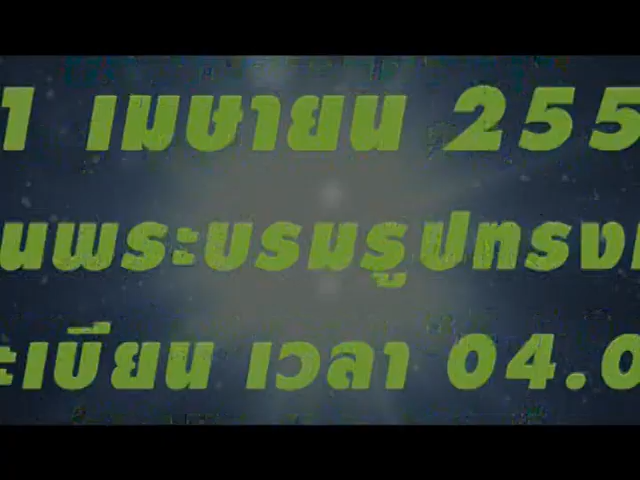 1 เมษายน 255
นพระบรมรูปทรง
ะเบียน เวลา 04.0